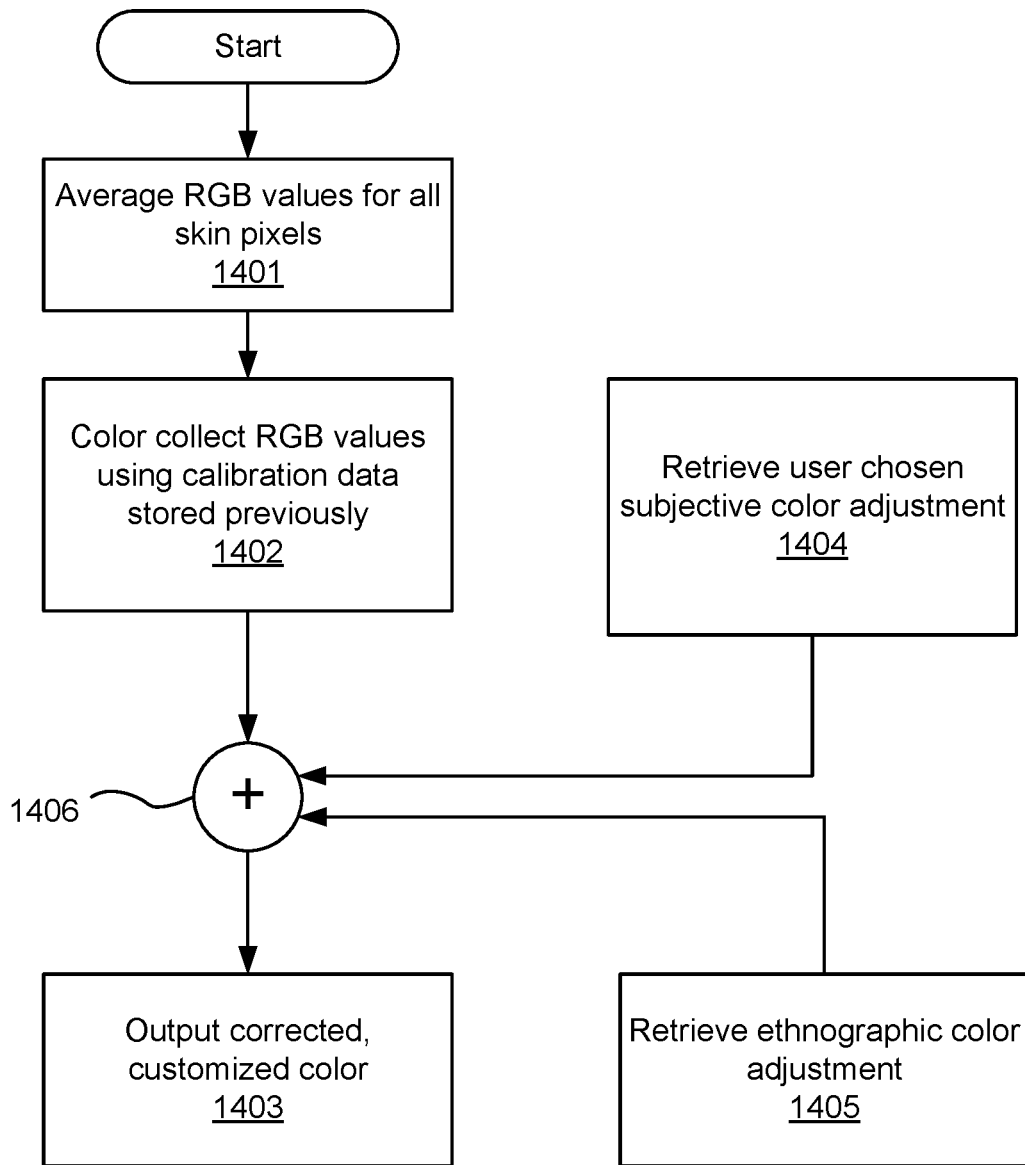 Start
Average RGB values for all
skin pixels
1401
Color collect RGB values
using calibration data
stored previously
1402
Retrieve user chosen
subjective color adjustment
1404
1406
+
Output corrected,
customized color
1403
Retrieve ethnographic color
adjustment
1405